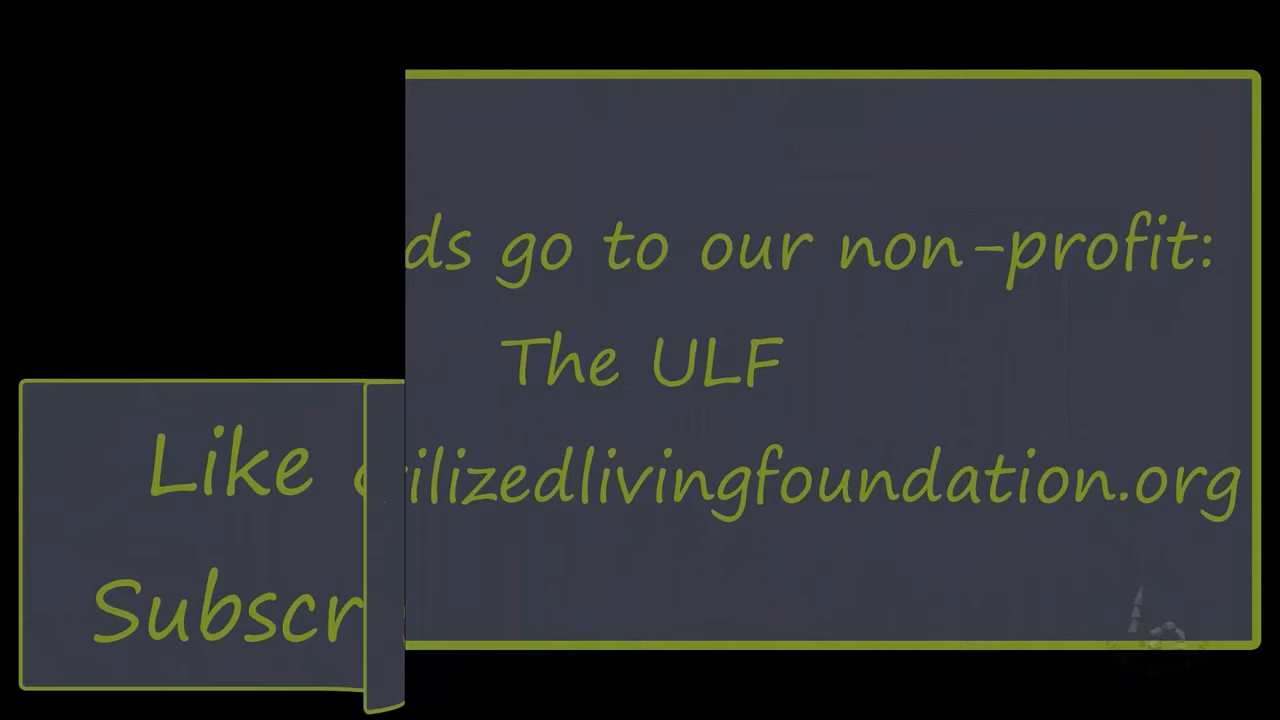 ds go to our non-profit:
The ULF
ilizedlivingfoundation.org
Like
Subscr